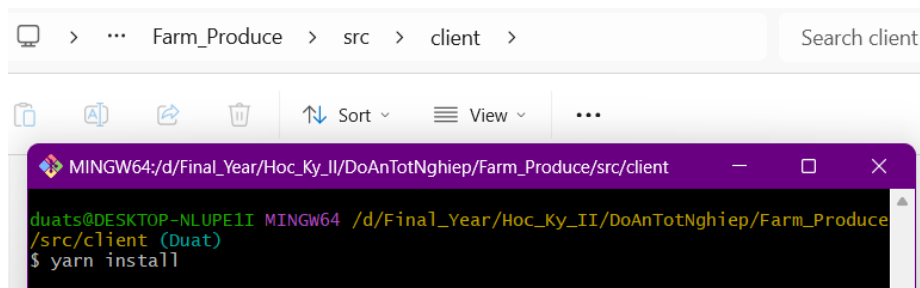 Farm_Produce > src > client >
Search client
Sort
View
MINGW64:/d/Final_Year/Hoc_Ky_II/DoAnTotNghiep/Farm_Produce/src/client
duats@DESKTOP-NLUPE1I MINGW64 /d/Final_Year/Hoc_Ky_II/DoAnTotNghiep/Farm_Produce
/src/client (Duat)
$ yarn install